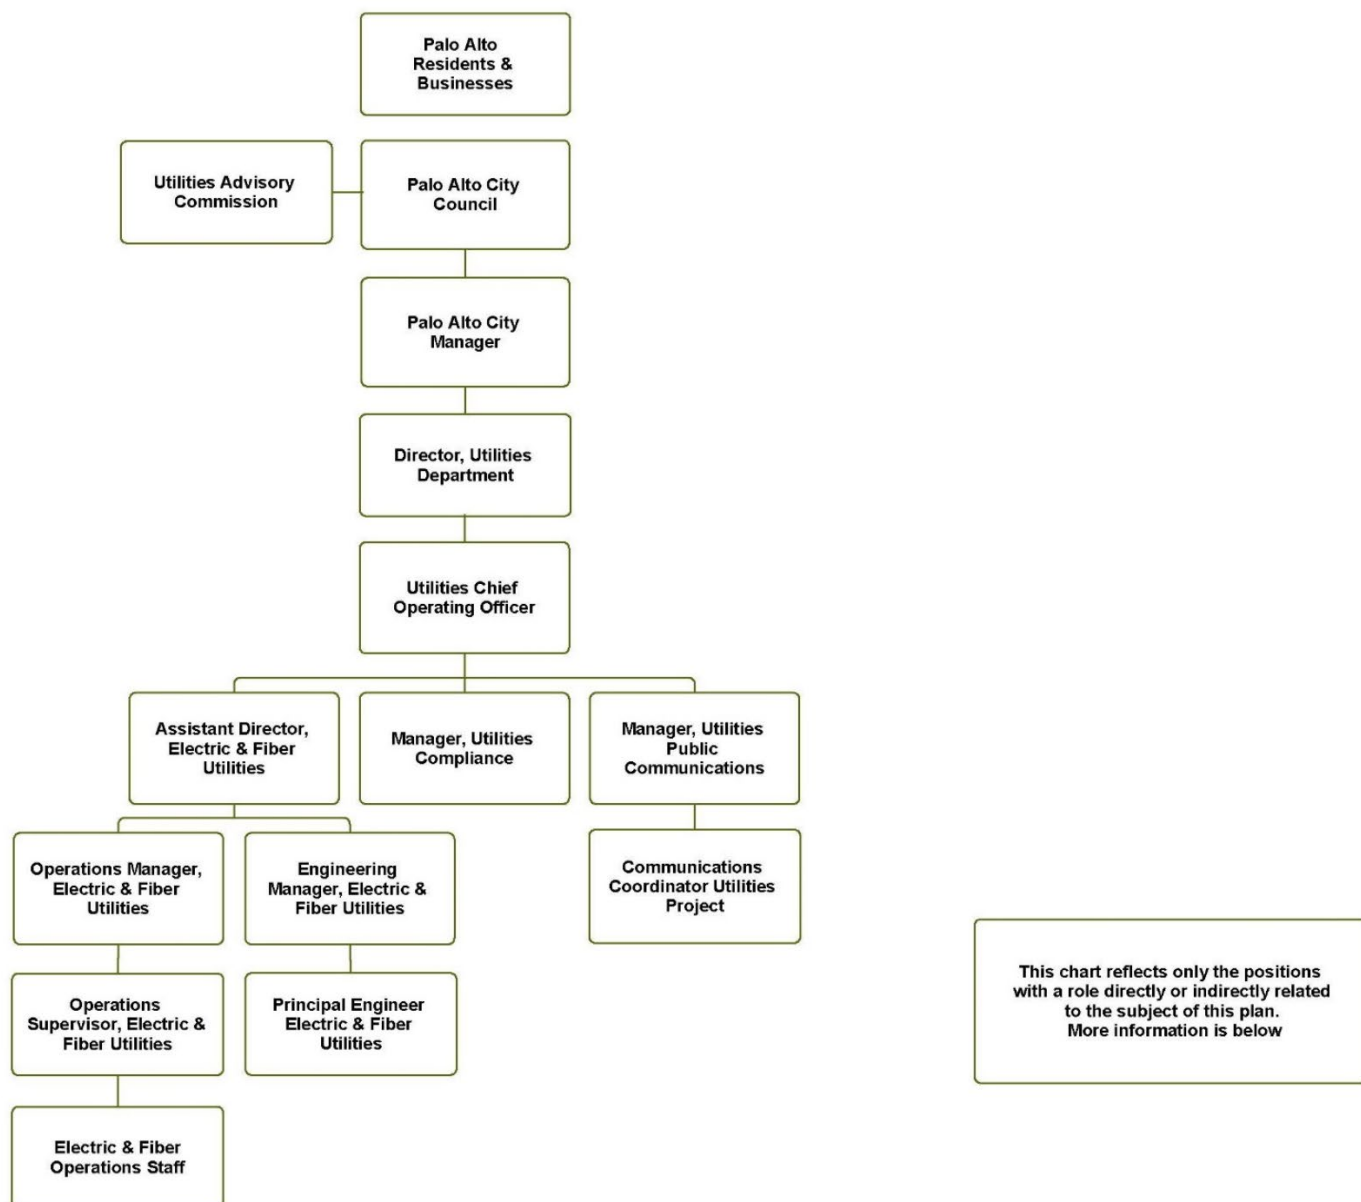 Palo Alto
Residents &
Businesses
Utilities Advisory
Commission
Palo Alto City
Council
Palo Alto City
Manager
Director, Utilities
Department
Utilities Chief
Operating Officer
Assistant Director,
Electric & Fiber
Utilities
Manager, Utilities
Compliance
Manager, Utilities
Public
Communications
Operations Manager,
Electric & Fiber
Utilities
Engineering
Manager, Electric &
Fiber Utilities
Communications
Coordinator Utilities
Project
Operations
Supervisor, Electric &
Fiber Utilities
Principal Engineer
Electric & Fiber
Utilities
This chart reflects only the positions
with a role directly or indirectly related
to the subject of this plan.
More information is below
Electric & Fiber
Operations Staff